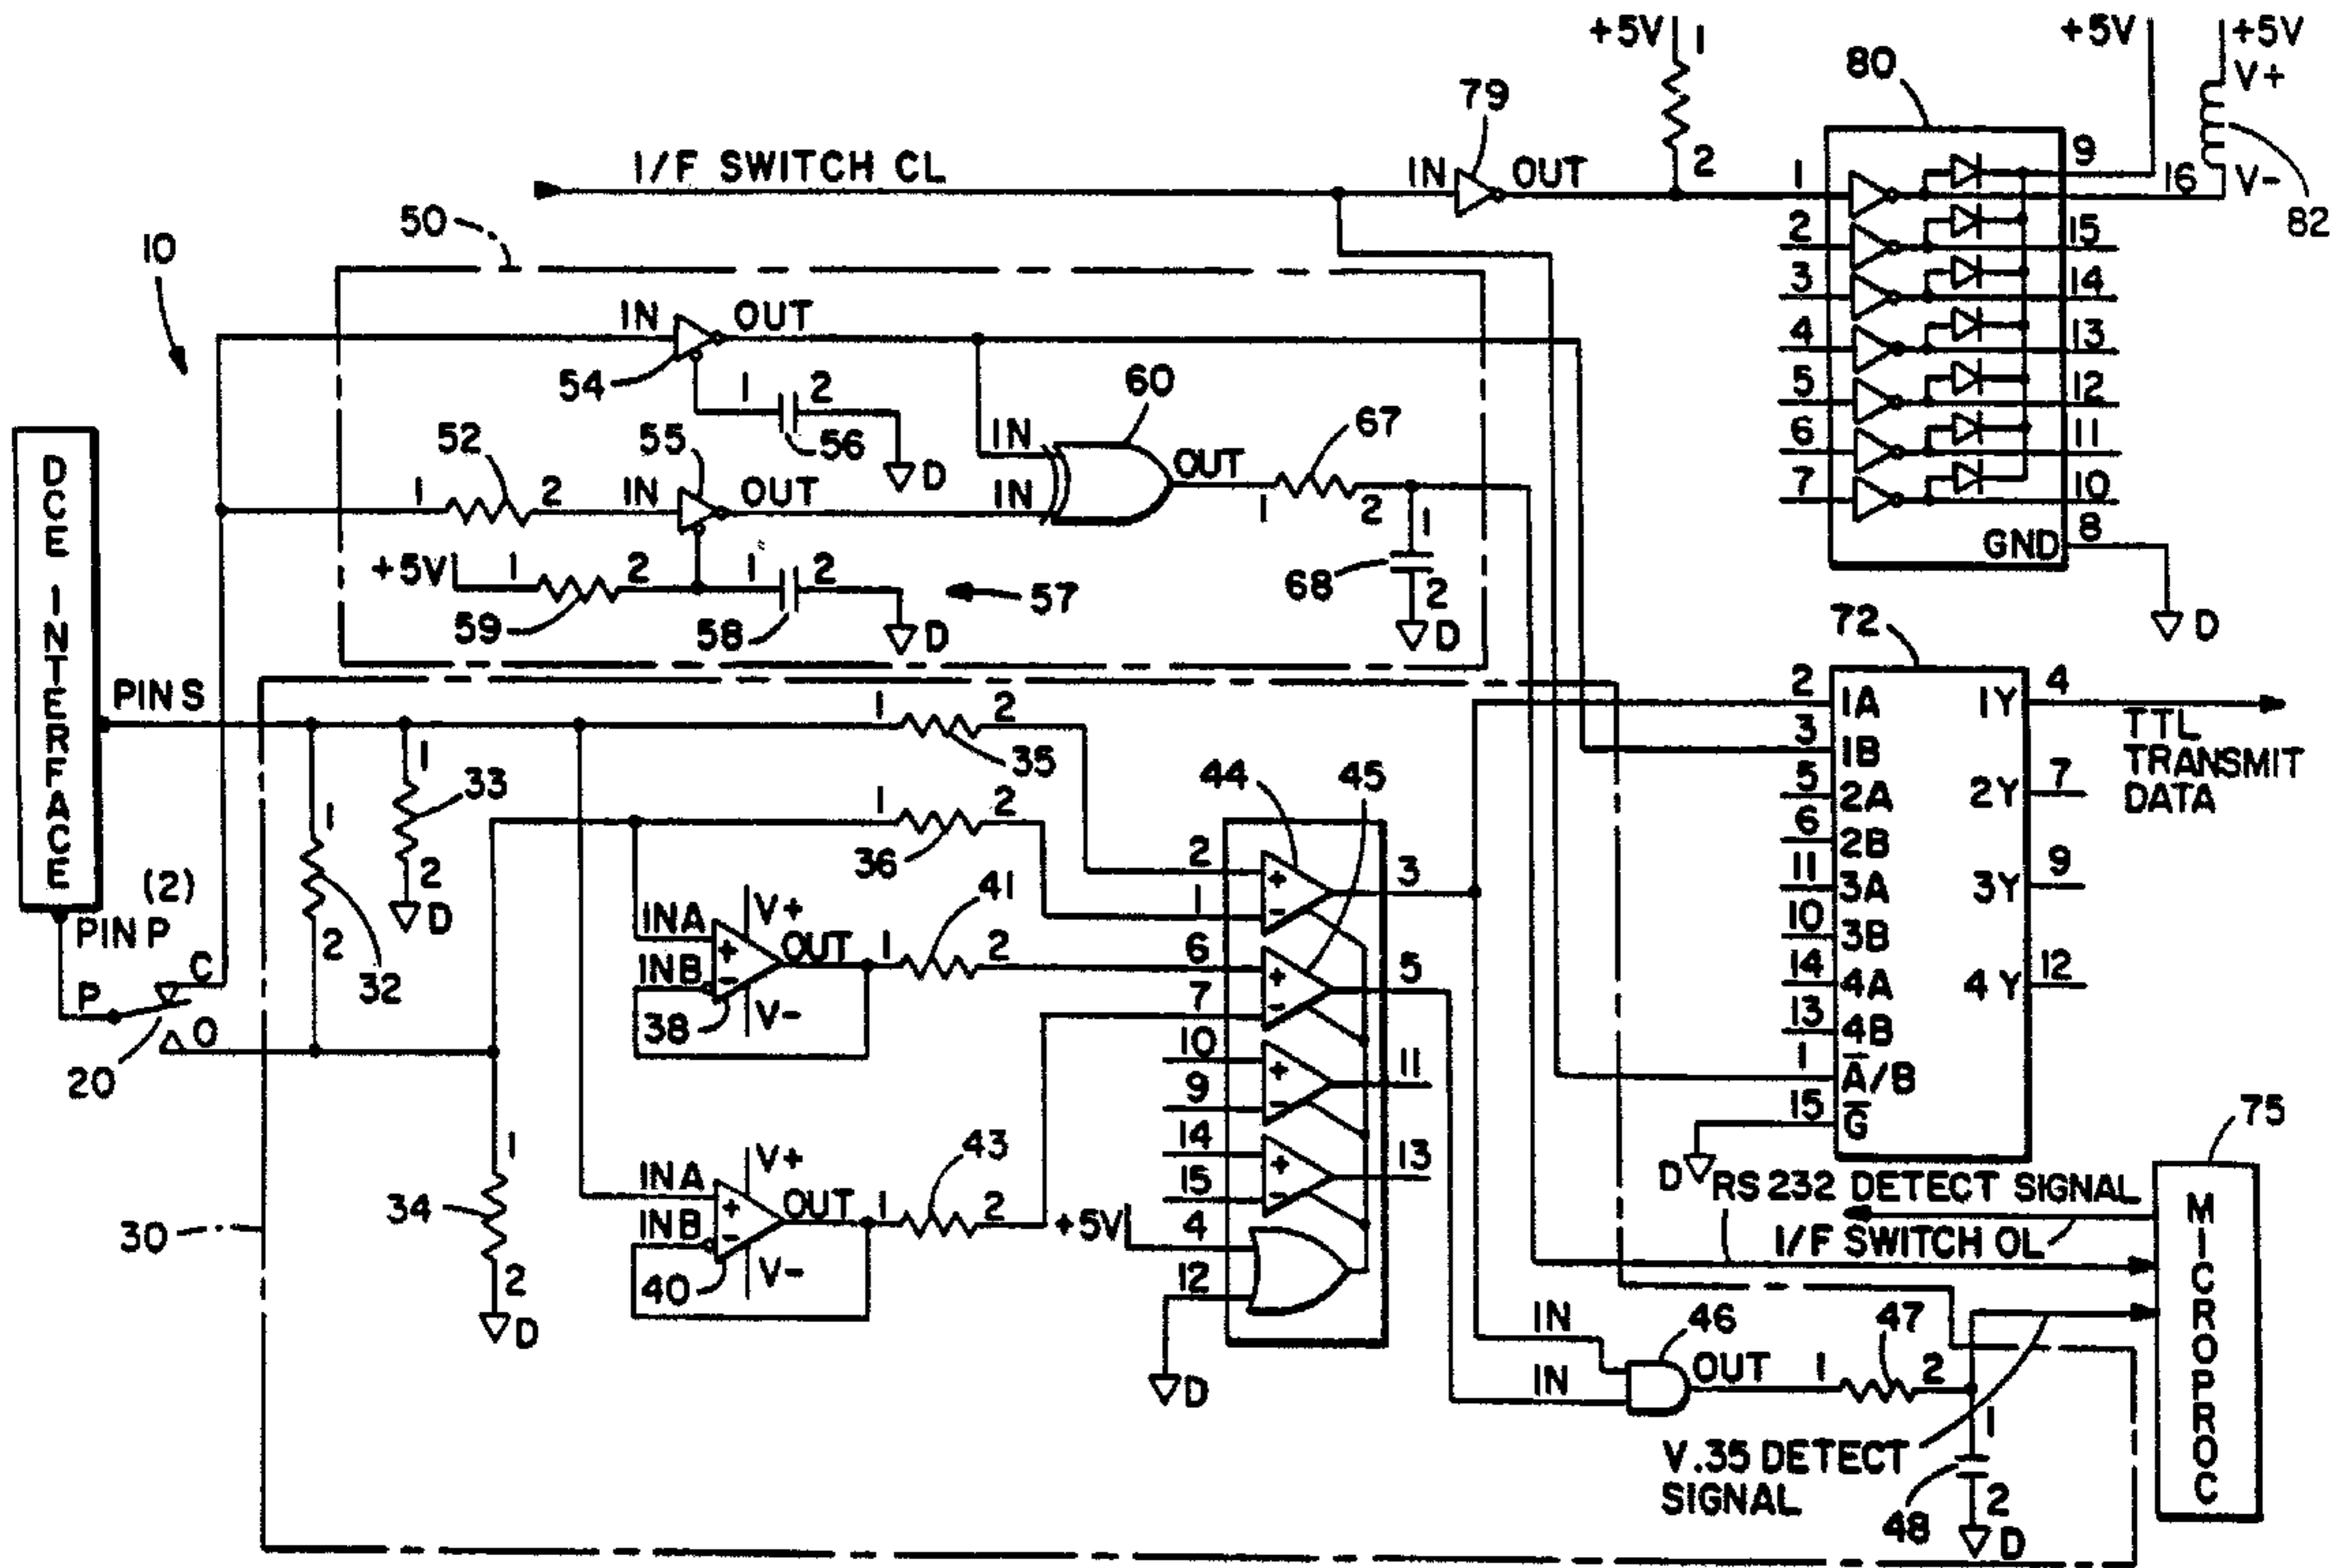 +5V 1
+5V
+5V
V+
80
79
I/F SWITCH CL
IN
OUT
2
1
9
16
V-
82
50
10
2
15
3
14
IN
OUT
4
13
54
1
2
60
5
12
52
55
56
IN
67
6
11
D
OUT
1
2
IN
OUT
IN
1
2
1
7
10
8
GND
+5V
1
2
1
2
57
68
2
59
58
D
D
D
72
DCE INTERFACE
PIN S
1
2
2
1A
1Y
4
TTL
TRANSMIT
DATA
3
1B
1
33
35
44
45
5
2A
2Y
7
1
1
2
6
2B
(2)
2
36
2
3
11
3A
3Y
9
D
41
1
PIN P
2
INA
V+
OUT
1
2
6
10
3B
C
32
INB
5
14
4A
4Y
12
P
38
V-
7
13
4B
O
10
11
1
A/B
20
9
15
G
1
43
14
13
D
75
INA
V+
OUT
1
2
15
RS 232 DETECT SIGNAL
34
INB
+5V
4
I/F SWITCH OL
MICROPROC
30
2
40
V-
12
D
IN
46
47
D
IN
OUT
1
2
1
V.35 DETECT
SIGNAL
48
2
D